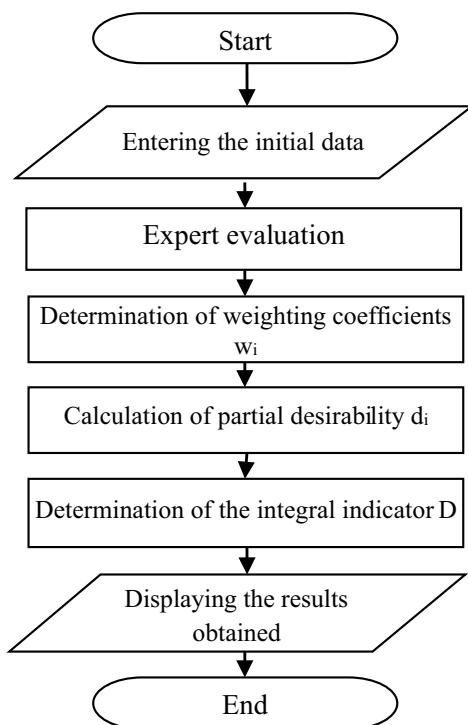 Start
Entering the initial data
Expert evaluation
Determination of weighting coefficients
wᵢ
Calculation of partial desirability dᵢ
Determination of the integral indicator D
Displaying the results
obtained
End